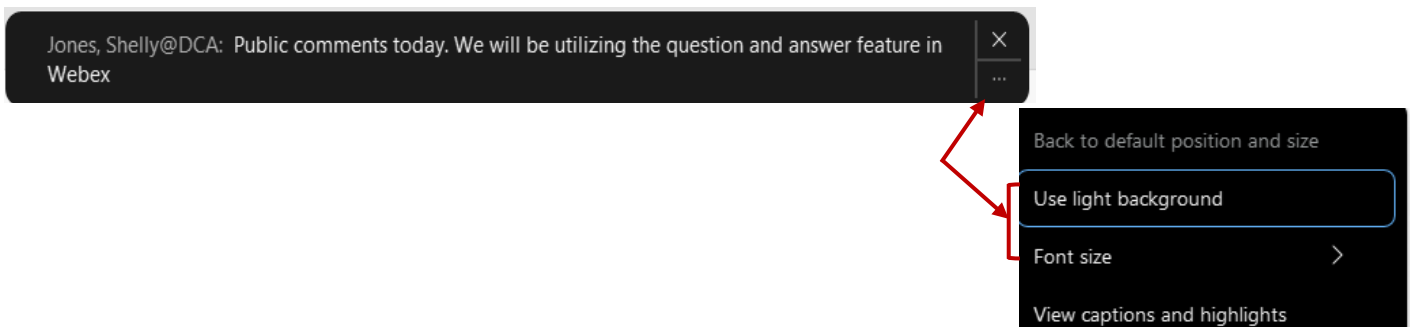 Jones, Shelly@DCA: Public comments today. We will be utilizing the question and answer feature in
Webex
Back to default position and size
Use light background
Font size
View captions and highlights